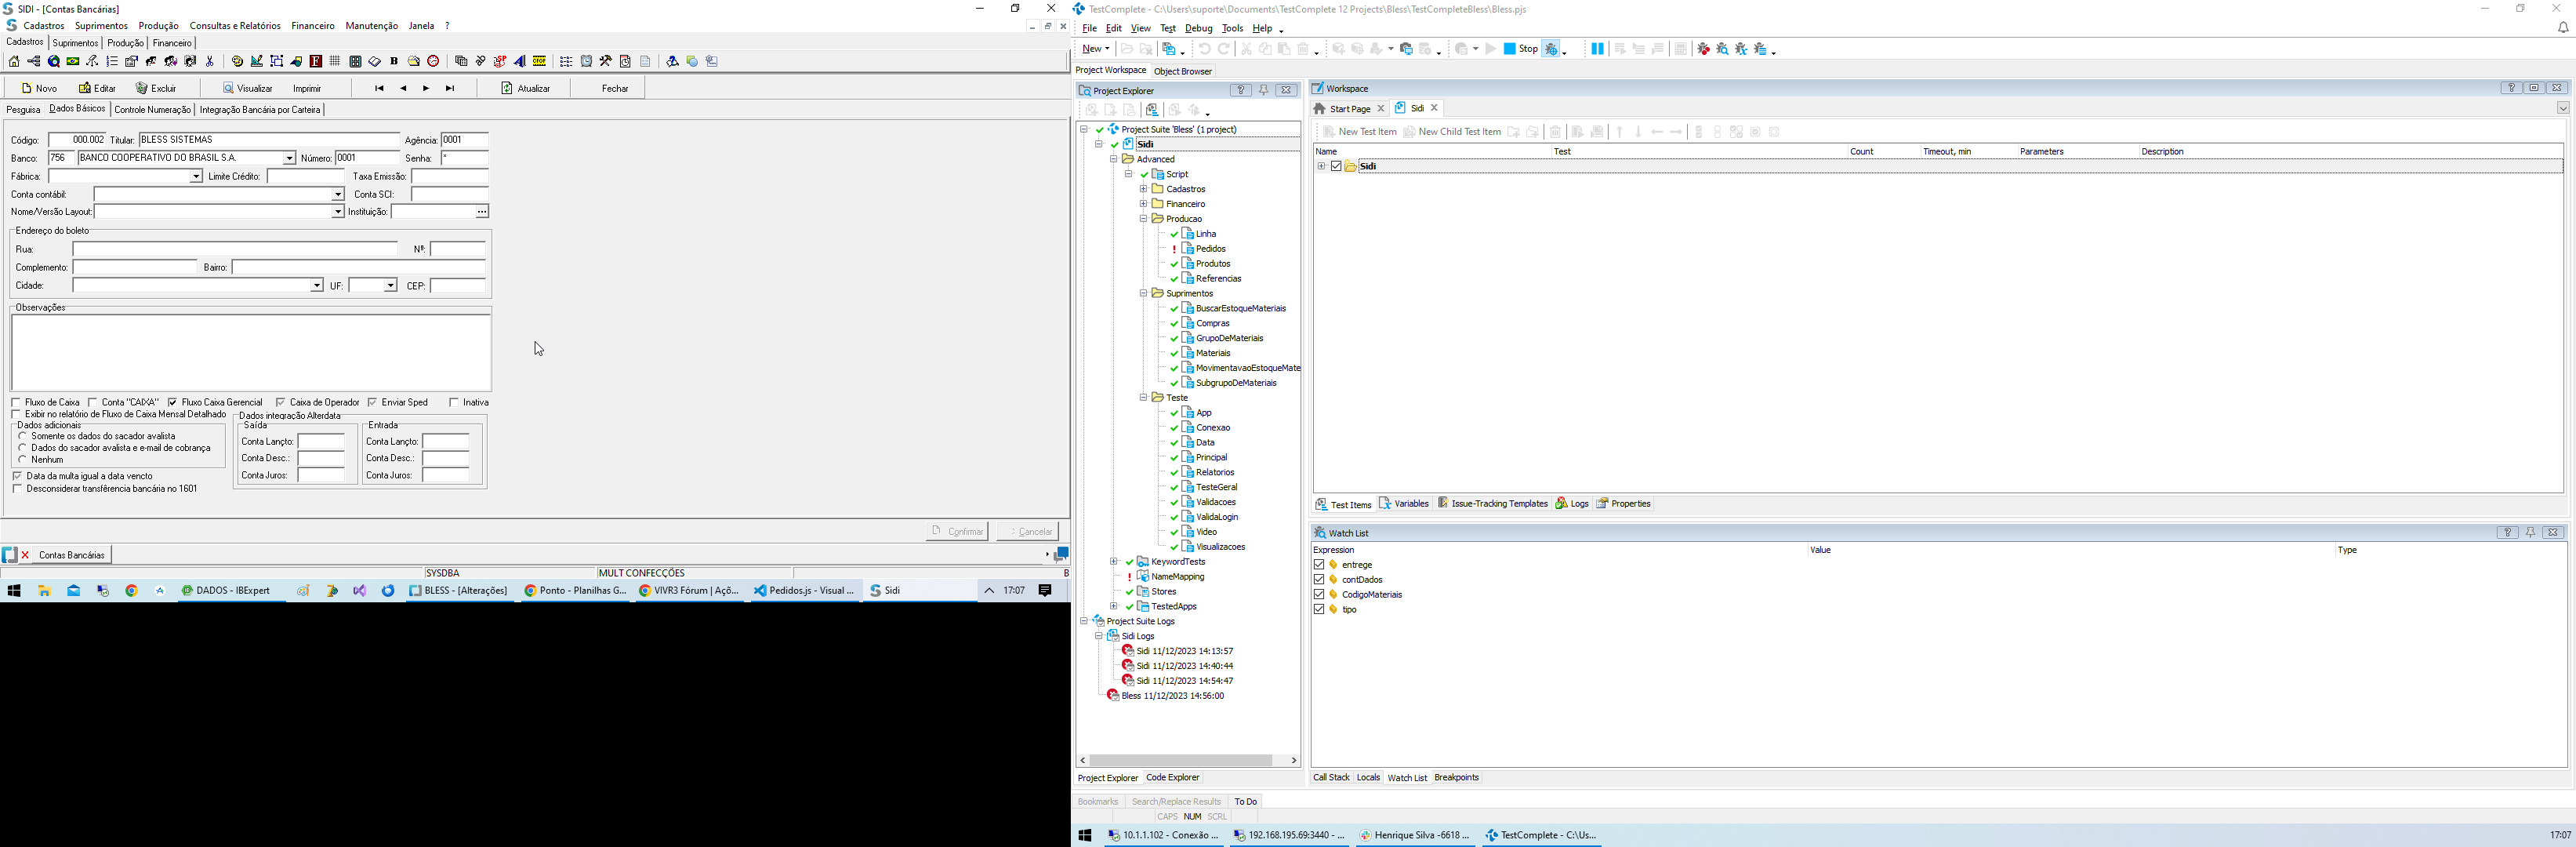 SIDI - [Contas Bancárias]
Cadastros Suprimentos Produção Consultas e Relatórios Financeiro Manutenção Janela ?
Cadastros Suprimentos Produção Financeiro
Novo Editar Excluir Visualizar Imprimir Atualizar Fechar
Pesquisa Dados Básicos Controle Numeração Integração Bancária por Carteira
Código: 000.002 Titular: BLESS SISTEMAS Agência: 0001
Banco: 756 BANCO COOPERATIVO DO BRASIL S.A. Número: 0001 Senha: *
Fábrica: Limite Crédito: Taxa Emissão:
Conta contábil: Conta SCI:
Nome/Versão Layout: Instituição: ...
Endereço do boleto
Rua: Nº:
Complemento: Bairro:
Cidade: UF: CEP:
Observações
Fluxo de Caixa Conta "CAIXA" Fluxo Caixa Gerencial Caixa de Operador Enviar Sped Inativa
Exibir no relatório de Fluxo de Caixa Mensal Detalhado
Dados adicionais
Somente os dados do sacador avalista
Dados do sacador avalista e e-mail de cobrança
Nenhum
Data da multa igual a data vencto
Desconsiderar transfêrencia bancária no 1601
Dados integração Alterdata
Saída Entrada
Conta Lançto: Conta Lançto:
Conta Desc.: Conta Desc.:
Conta Juros: Conta Juros:
Confirmar Cancelar
Contas Bancárias
SYSDBA MULT CONFECÇÕES B
DADOS - IBExpert BLESS - [Alterações] Ponto - Planilhas G... VIVR3 Fórum | Açõ... Pedidos.js - Visual ... Sidi 17:07
TestComplete - C:\Users\suporte\Documents\TestComplete 12 Projects\Bless\TestCompleteBless\Bless.pjs
File Edit View Test Debug Tools Help
New Stop
Project Workspace Object Browser
Project Explorer
Project Suite 'Bless' (1 project)
Sidi
Advanced
Script
Cadastros
Financeiro
Producao
Linha
Pedidos
Produtos
Referencias
Suprimentos
BuscarEstoqueMateriais
Compras
GrupoDeMateriais
Materiais
MovimentavaoEstoqueMate
SubgrupoDeMateriais
Teste
App
Conexao
Data
Principal
Relatorios
TesteGeral
Validacoes
ValidaLogin
Video
Visualizacoes
KeywordTests
NameMapping
Stores
TestedApps
Project Suite Logs
Sidi Logs
Sidi 11/12/2023 14:13:57
Sidi 11/12/2023 14:40:44
Sidi 11/12/2023 14:54:47
Bless 11/12/2023 14:56:00
Project Explorer Code Explorer
Workspace
Start Page Sidi
New Test Item New Child Test Item
Name Test Count Timeout, min Parameters Description
Sidi
Test Items Variables Issue-Tracking Templates Logs Properties
Watch List
Expression Value Type
entrege
contDados
CodigoMateriais
tipo
Call Stack Locals Watch List Breakpoints
Bookmarks Search/Replace Results To Do
CAPS NUM SCRL
10.1.1.102 - Conexão ... 192.168.195.69:3440 - ... Henrique Silva -6618 ... TestComplete - C:\Us... 17:07